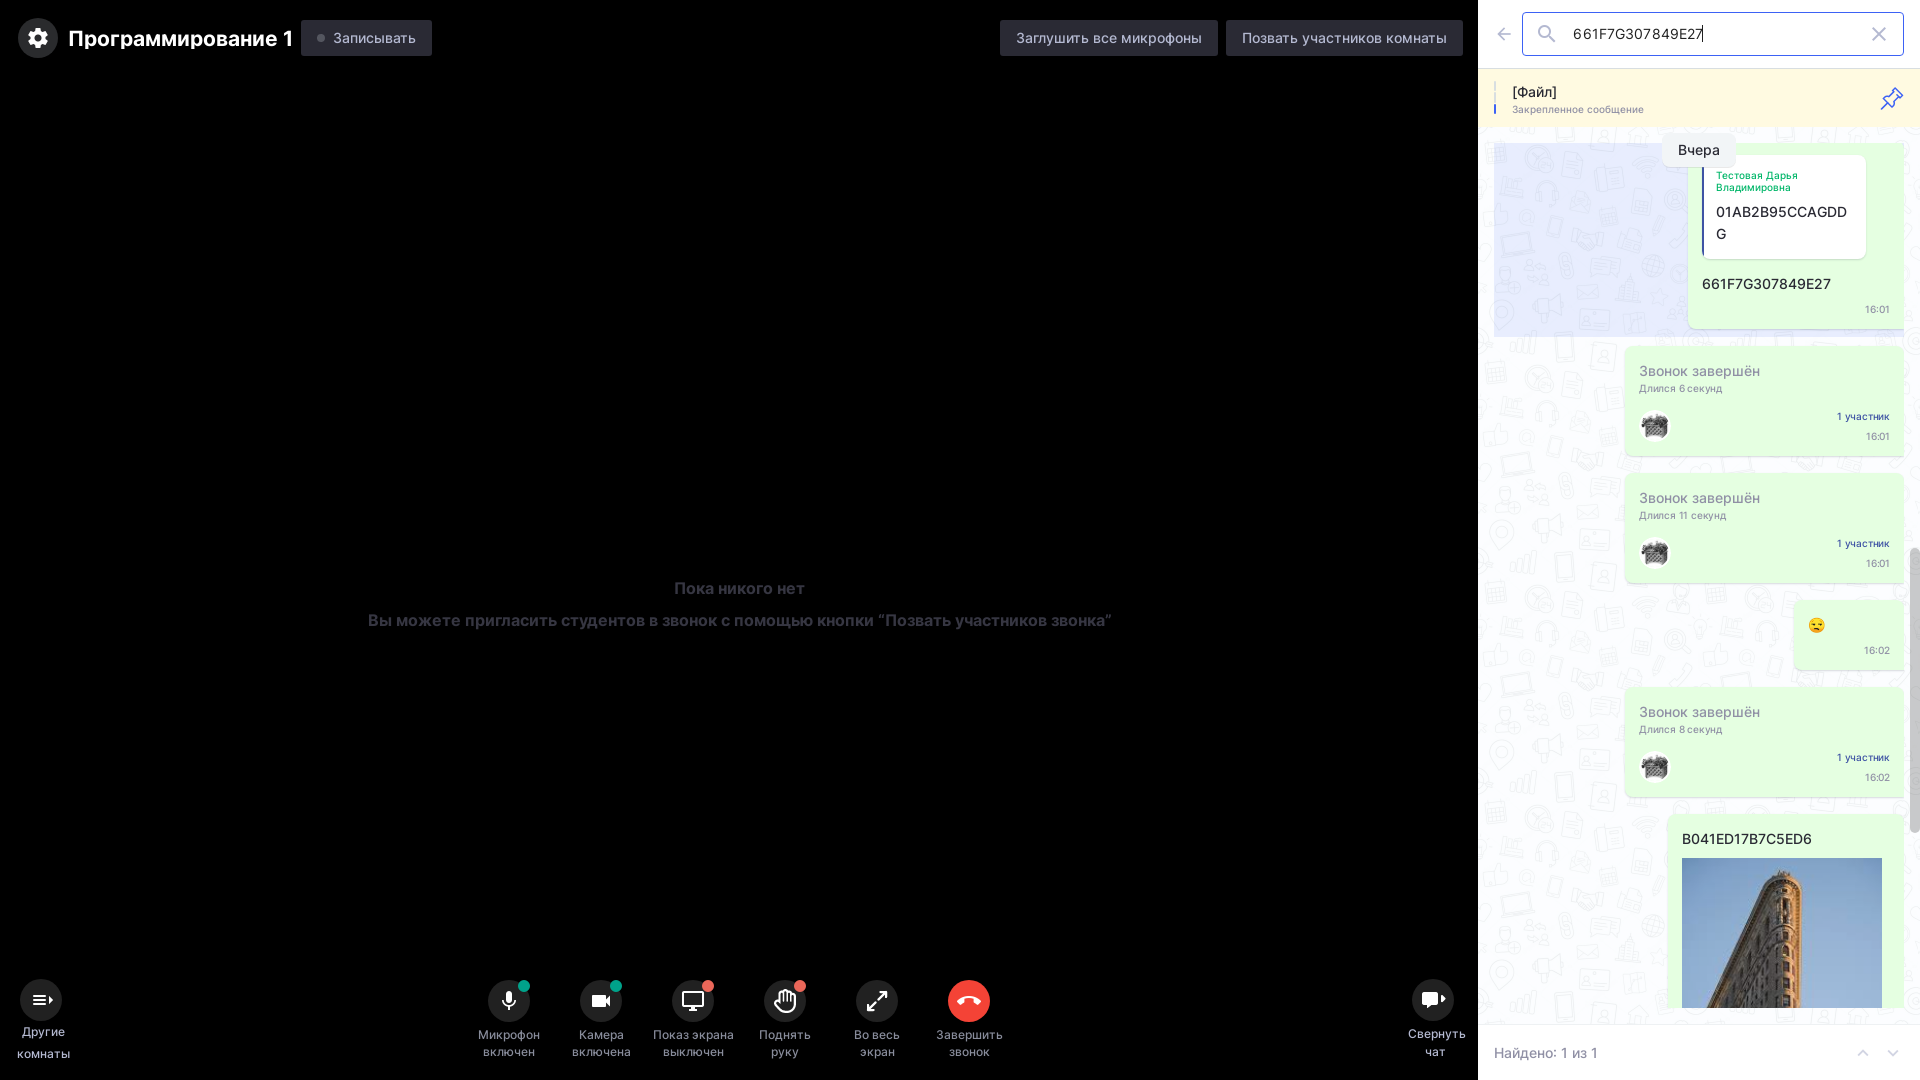 Программирование 1
Записывать
Заглушить все микрофоны
Позвать участников комнаты
661F7G307849E27
[Файл]
Закрепленное сообщение
Вчера
Тестовая Дарья
Владимировна
01AB2B95CCAGDD
G
661F7G307849E27
16:01
Звонок завершён
Длился 6 секунд
1 участник
16:01
Звонок завершён
Длился 11 секунд
1 участник
16:01
16:02
Звонок завершён
Длился 8 секунд
1 участник
16:02
B041ED17B7C5ED6
Пока никого нет
Вы можете пригласить студентов в звонок с помощью кнопки “Позвать участников звонка”
Другие
комнаты
Микрофон
включен
Камера
включена
Показ экрана
выключен
Поднять
руку
Во весь
экран
Завершить
звонок
Свернуть
чат
Найдено: 1 из 1